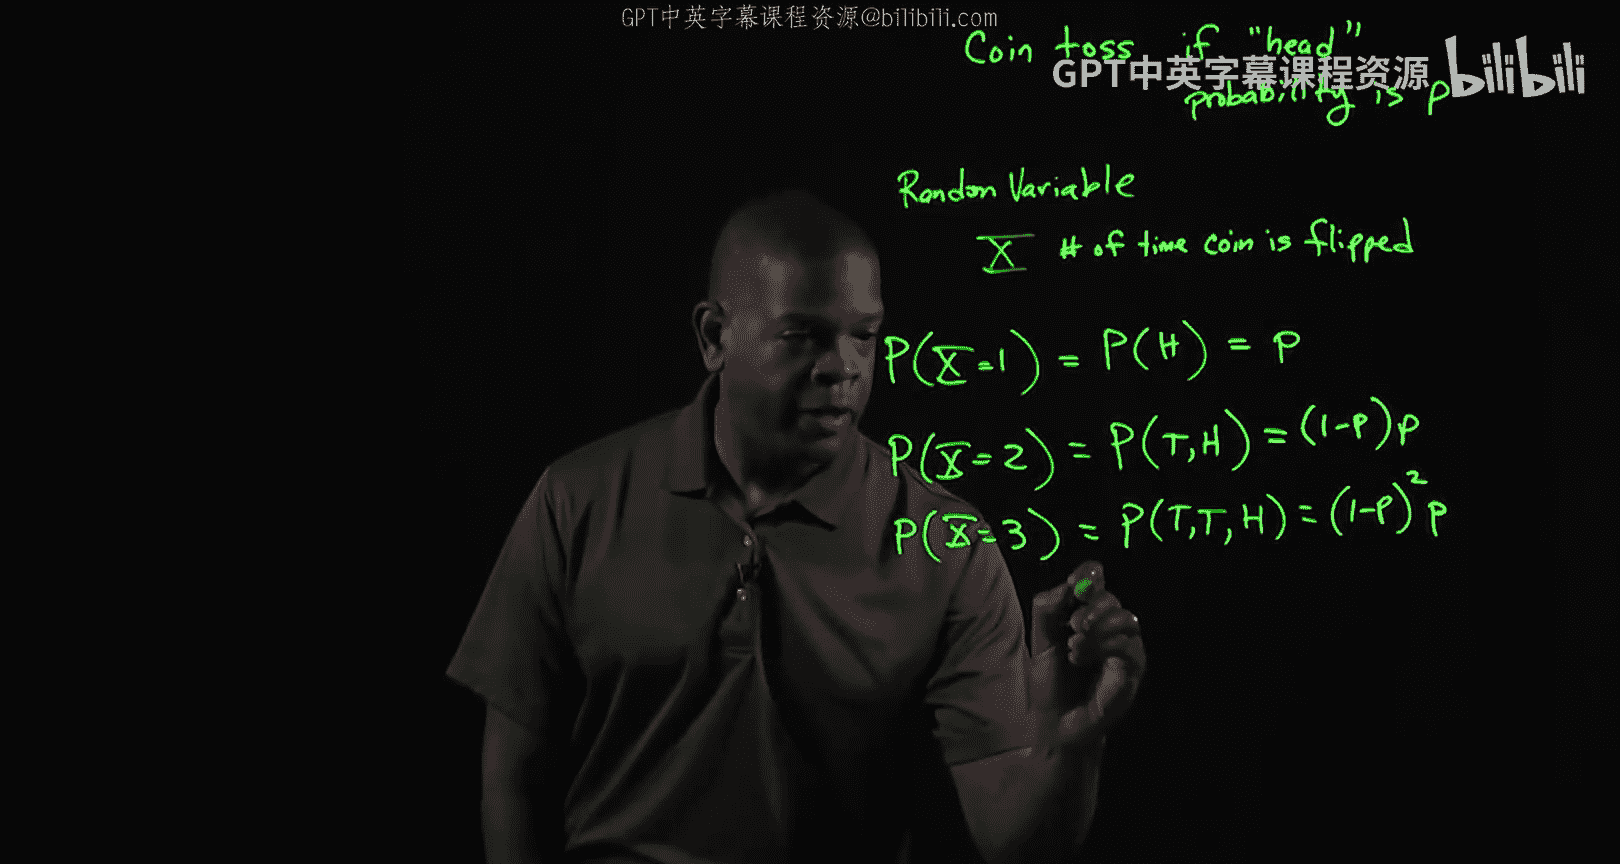 GPT中英字幕课程资源@bilibili.com
Coin toss if "head"
GPT中英字幕课程资源 bilibili
probability is p
Random Variable
X # of time coin is flipped
P(X=1) = P(H) = p
P(X=2) = P(T,H) = (1-p)p
P(X=3) = P(T,T,H) = (1-p)² p